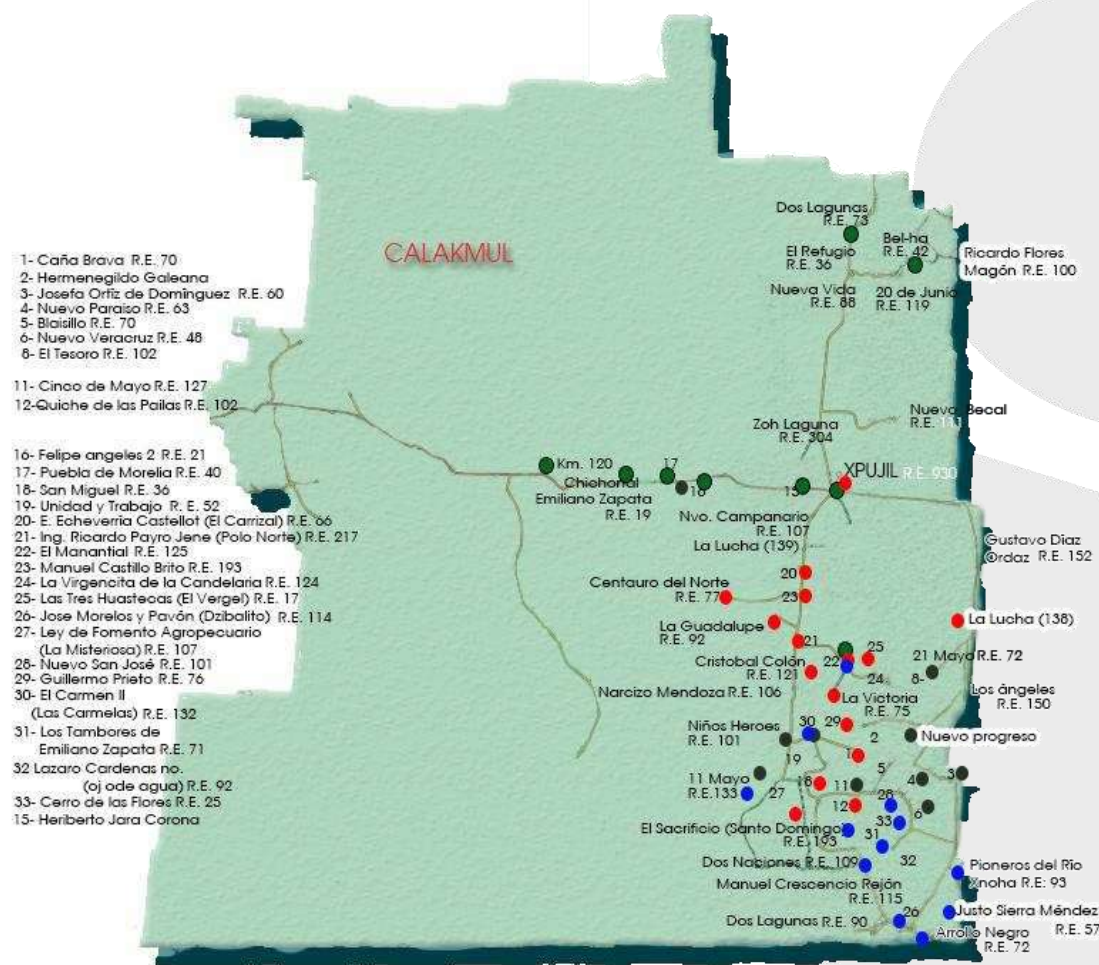 CALAKMUL
1- Caña Brava R.E. 70
2- Hermenegildo Galeana
3- Josefa Ortíz de Domínguez R.E. 60
4- Nuevo Paraiso R.E. 63
5- Blaisillo R.E. 70
6- Nuevo Veracruz R.E. 48
8- El Tesoro R.E. 102
11- Cinco de Mayo R.E. 127
12-Quiche de las Pailas R.E. 102
16- Felipe angeles 2 R.E. 21
17- Puebla de Morelia R.E. 40
18- San Miguel R.E. 36
19- Unidad y Trabajo R. E. 52
20- E. Echeverria Castellot (El Carrizal) R.E. 66
21- Ing. Ricardo Payro Jene (Polo Norte) R.E. 217
22- El Manantial R.E. 125
23- Manuel Castillo Brito R.E. 193
24- La Virgencita de la Candelaria R.E. 124
25- Las Tres Huastecas (El Vergel) R.E. 17
26- Jose Morelos y Pavón (Dzibalito) R.E. 114
27- Ley de Fomento Agropecuario
(La Misteriosa) R.E. 107
28- Nuevo San José R.E. 101
29- Guillermo Prieto R.E. 76
30- El Carmen II
(Las Carmelas) R.E. 132
31- Los Tambores de
Emiliano Zapata R.E. 71
32 Lazaro Cardenas no.
(oj ode agua) R.E. 92
33- Cerro de las Flores R.E. 25
15- Heriberto Jara Corona
Dos Lagunas
R.E. 73
El Refugio
R.E. 36
Bel-ha
R.E. 42
Ricardo Flores
Magón R.E. 100
Nueva Vida
R.E. 88
20 de Junio
R.E. 119
Nuevo Becal
R.E. 111
Zoh Laguna
R.E. 304
XPUJIL R.E. 930
Km. 120
17
Chichonal
Emiliano Zapata
R.E. 19
15
Nvo. Campanario
R.E. 107
La Lucha (139)
Gustavo Diaz
Ordaz R.E. 152
20
Centauro del Norte
R.E. 77
23
La Guadalupe
R.E. 92
La Lucha (138)
21
25
Cristobal Colón
R.E. 121
22
24
21 Mayo R.E. 72
8-
Narcizo Mendoza R.E. 106
La Victoria
R.E. 75
Los ángeles
R.E. 150
Niños Heroes
R.E. 101
30
29
2
Nuevo progreso
19
1
5
11 Mayo
R.E.133
27
18
11
4
3
12
28
6
El Sacrificio (Santo Domingo)
R.E. 193
33
31
32
Dos Naciones R.E. 109
Manuel Crescencio Rejón
R.E. 115
Pioneros del Río
Xnoha R.E: 93
Dos Lagunas R.E. 90
26
Justo Sierra Méndez
R.E. 57
Arrollo Negro
R.E. 72